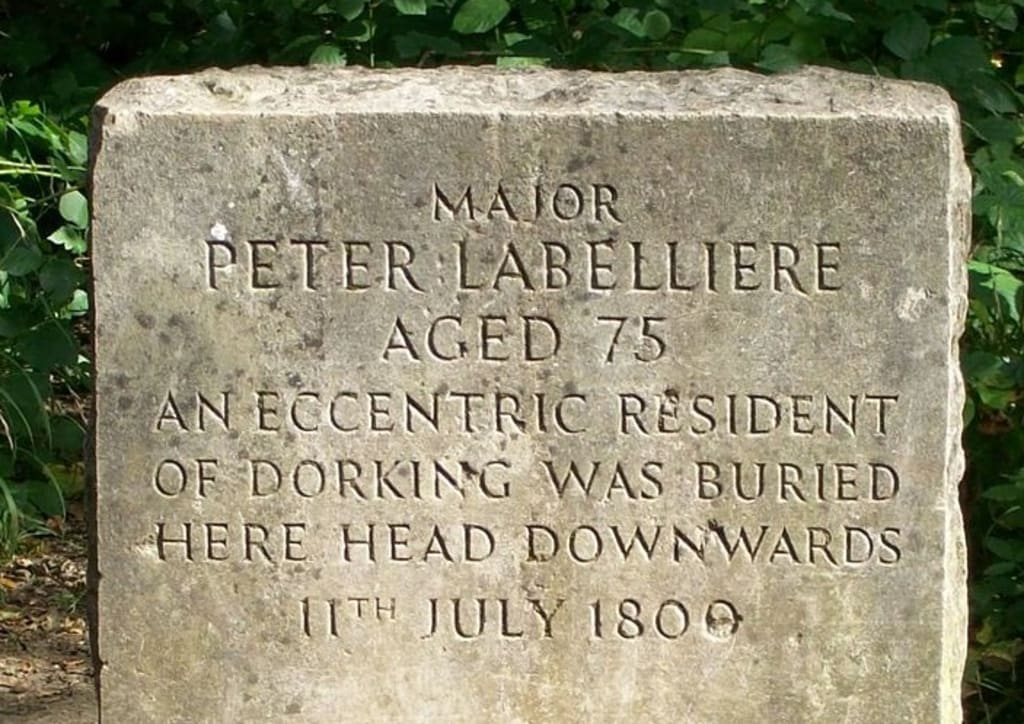 MAJOR
PETER LABELLIERE
AGED 75
AN ECCENTRIC RESIDENT
OF DORKING WAS BURIED
HERE HEAD DOWNWARDS
11TH JULY 1800